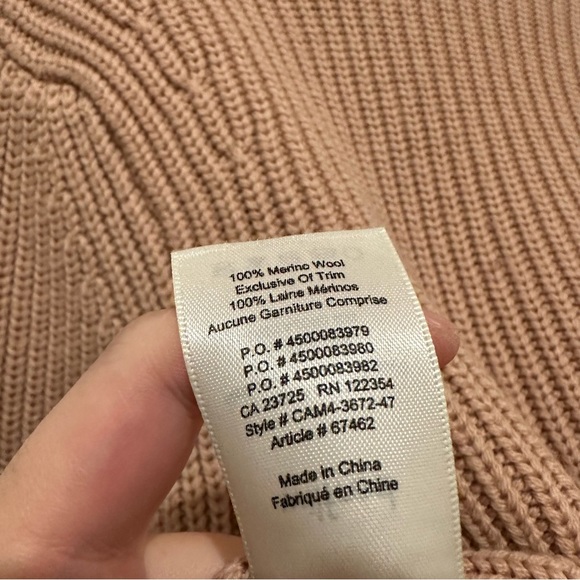 100% Merino Wool
Exclusive Of Trim
100% Laine Mérinos
Aucune Garniture Comprise
P.O. # 4500083979
P.O. # 4500083980
P.O. # 4500083982
CA 23725 RN 122354
Style # CAM4-3672-47
Article # 67462
Made in China
Fabriqué en Chine